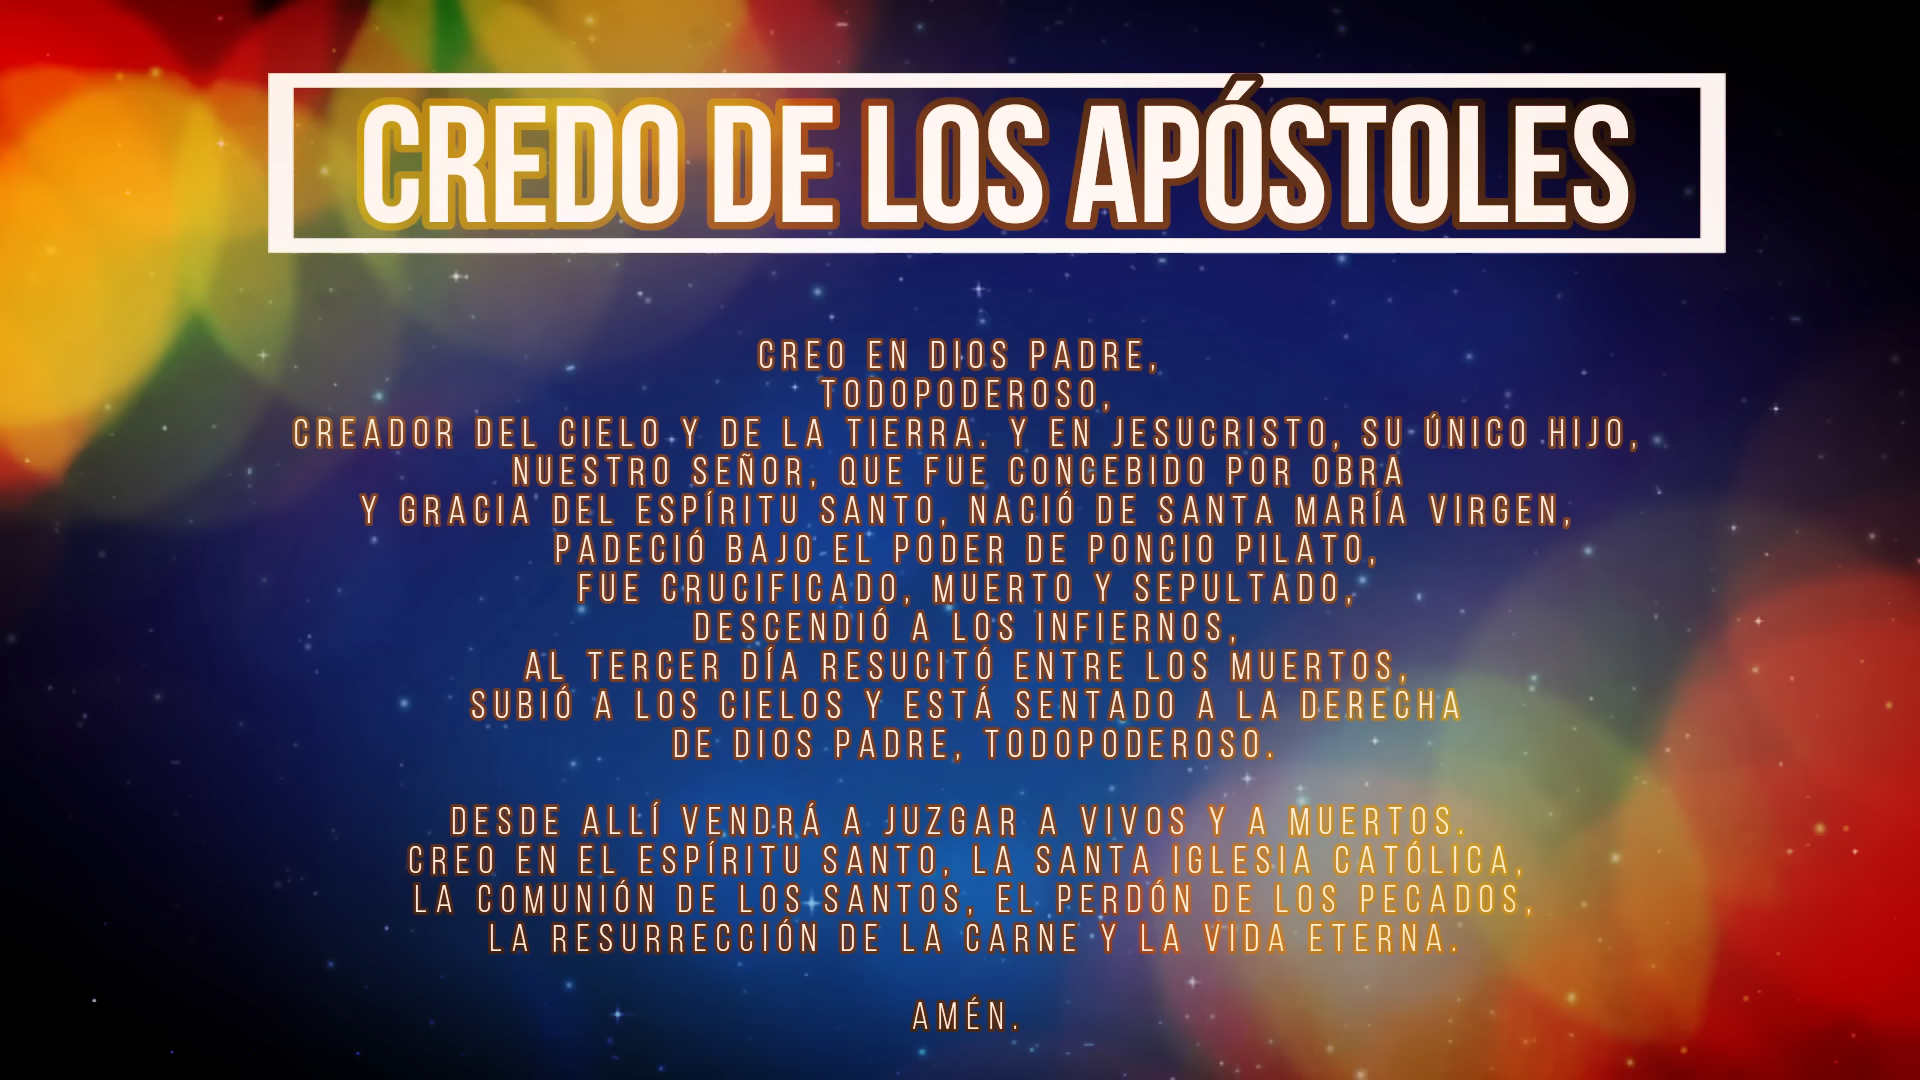 CREDO DE LOS APÓSTOLES
CREO EN DIOS PADRE,
TODOPODEROSO,
CREADOR DEL CIELO Y DE LA TIERRA. Y EN JESUCRISTO, SU ÚNICO HIJO,
NUESTRO SEÑOR, QUE FUE CONCEBIDO POR OBRA
Y GRACIA DEL ESPÍRITU SANTO, NACIÓ DE SANTA MARÍA VIRGEN,
PADECIÓ BAJO EL PODER DE PONCIO PILATO,
FUE CRUCIFICADO, MUERTO Y SEPULTADO,
DESCENDIÓ A LOS INFIERNOS,
AL TERCER DÍA RESUCITÓ ENTRE LOS MUERTOS,
SUBIÓ A LOS CIELOS Y ESTÁ SENTADO A LA DERECHA
DE DIOS PADRE, TODOPODEROSO.
DESDE ALLÍ VENDRÁ A JUZGAR A VIVOS Y A MUERTOS.
CREO EN EL ESPÍRITU SANTO, LA SANTA IGLESIA CATÓLICA,
LA COMUNIÓN DE LOS SANTOS, EL PERDÓN DE LOS PECADOS,
LA RESURRECCIÓN DE LA CARNE Y LA VIDA ETERNA.
AMÉN.